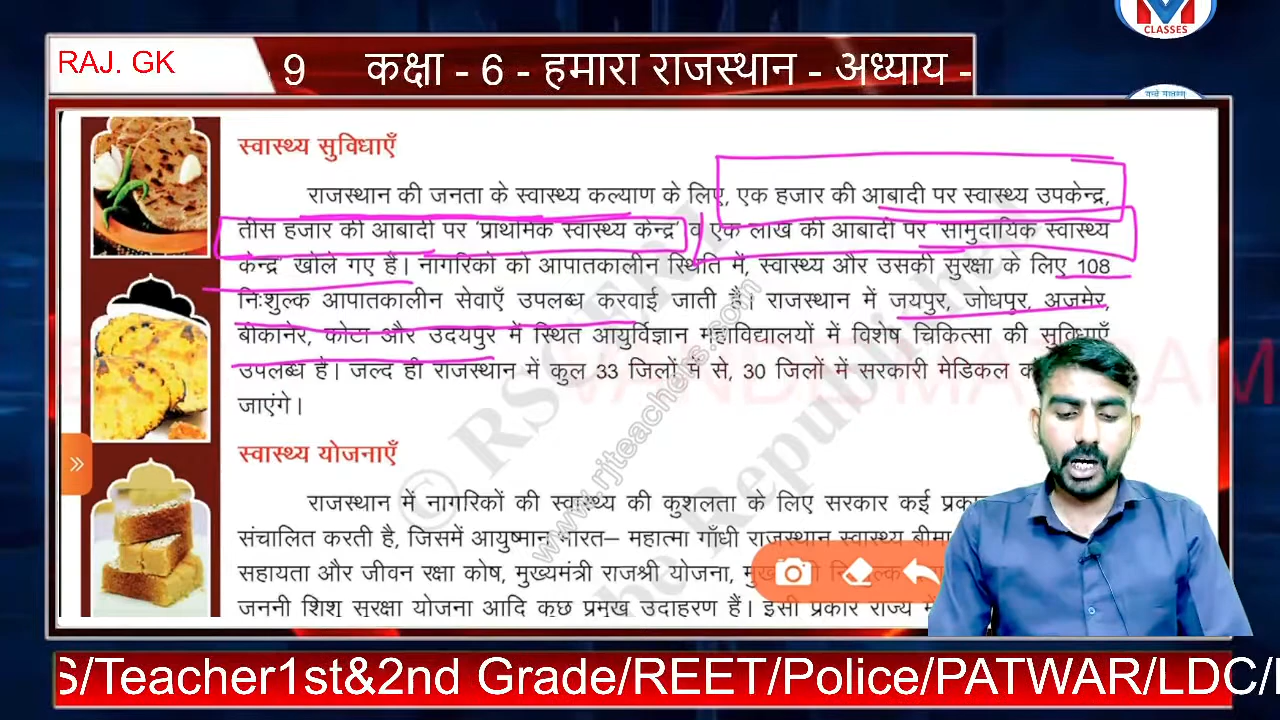 CLASSES
RAJ. GK
9 कक्षा - 6 - हमारा राजस्थान - अध्याय -
स्वास्थ्य सुविधाएँ
राजस्थान की जनता के स्वास्थ्य कल्याण के लिए, एक हजार की आबादी पर स्वास्थ्य उपकेन्द्र,
तीस हजार की आबादी पर 'प्राथमिक स्वास्थ्य केन्द्र' व एक लाख की आबादी पर सामुदायिक स्वास्थ्य
केन्द्र' खोले गए हैं। नागरिकों को आपातकालीन स्थिति में, स्वास्थ्य और उसकी सुरक्षा के लिए 108
निःशुल्क आपातकालीन सेवाएँ उपलब्ध करवाई जाती हैं। राजस्थान में जयपुर, जोधपुर, अजमेर,
बीकानेर, कोटा और उदयपुर में स्थित आयुर्विज्ञान महाविद्यालयों में विशेष चिकित्सा की सुविधाएँ
उपलब्ध हैं। जल्द ही राजस्थान में कुल 33 जिलों में से, 30 जिलों में सरकारी मेडिकल
जाएंगे।
स्वास्थ्य योजनाएँ
राजस्थान में नागरिकों की स्वास्थ्य की कुशलता के लिए सरकार कई
संचालित करती है, जिसमें आयुष्मान भारत– महात्मा गाँधी राजस्थान स्वास्थ्य
सहायता और जीवन रक्षा कोष, मुख्यमंत्री राजश्री योजना,
जननी शिशु सुरक्षा योजना आदि कुछ प्रमुख उदाहरण हैं। इसी प्रकार राज्य में
www.rjteachers.com
S/Teacher1st&2nd Grade/REET/Police/PATWAR/LDC/